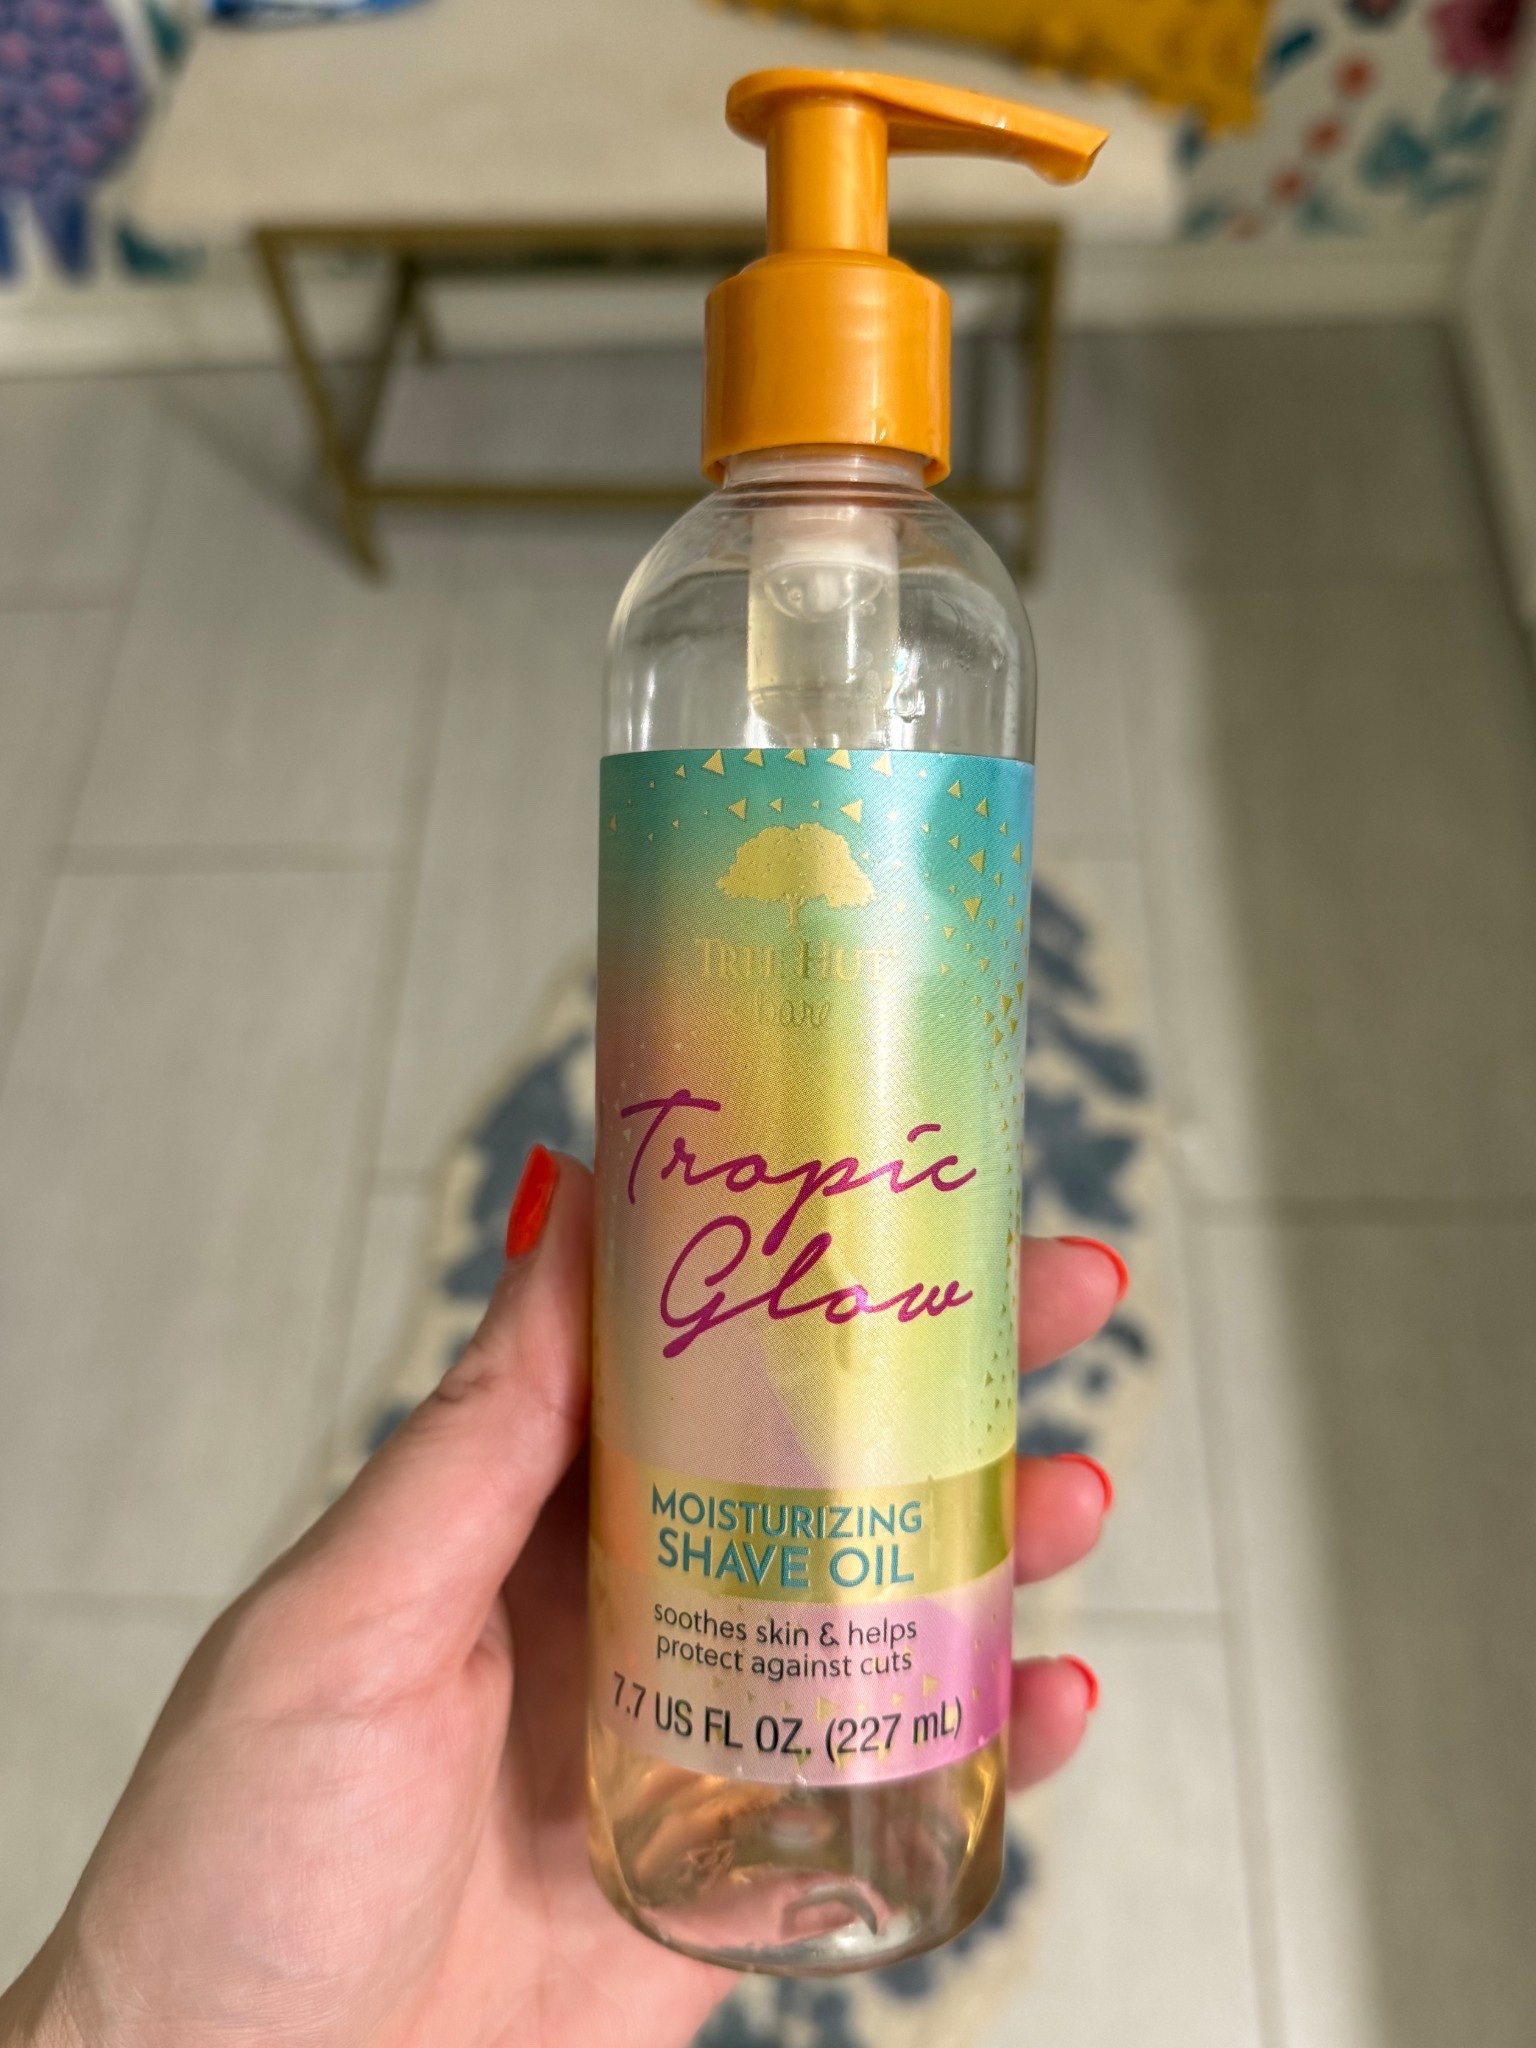 TREE HUT
bare
Tropic
Glow
MOISTURIZING
SHAVE OIL
soothes skin & helps
protect against cuts
7.7 US FL OZ. (227 mL)